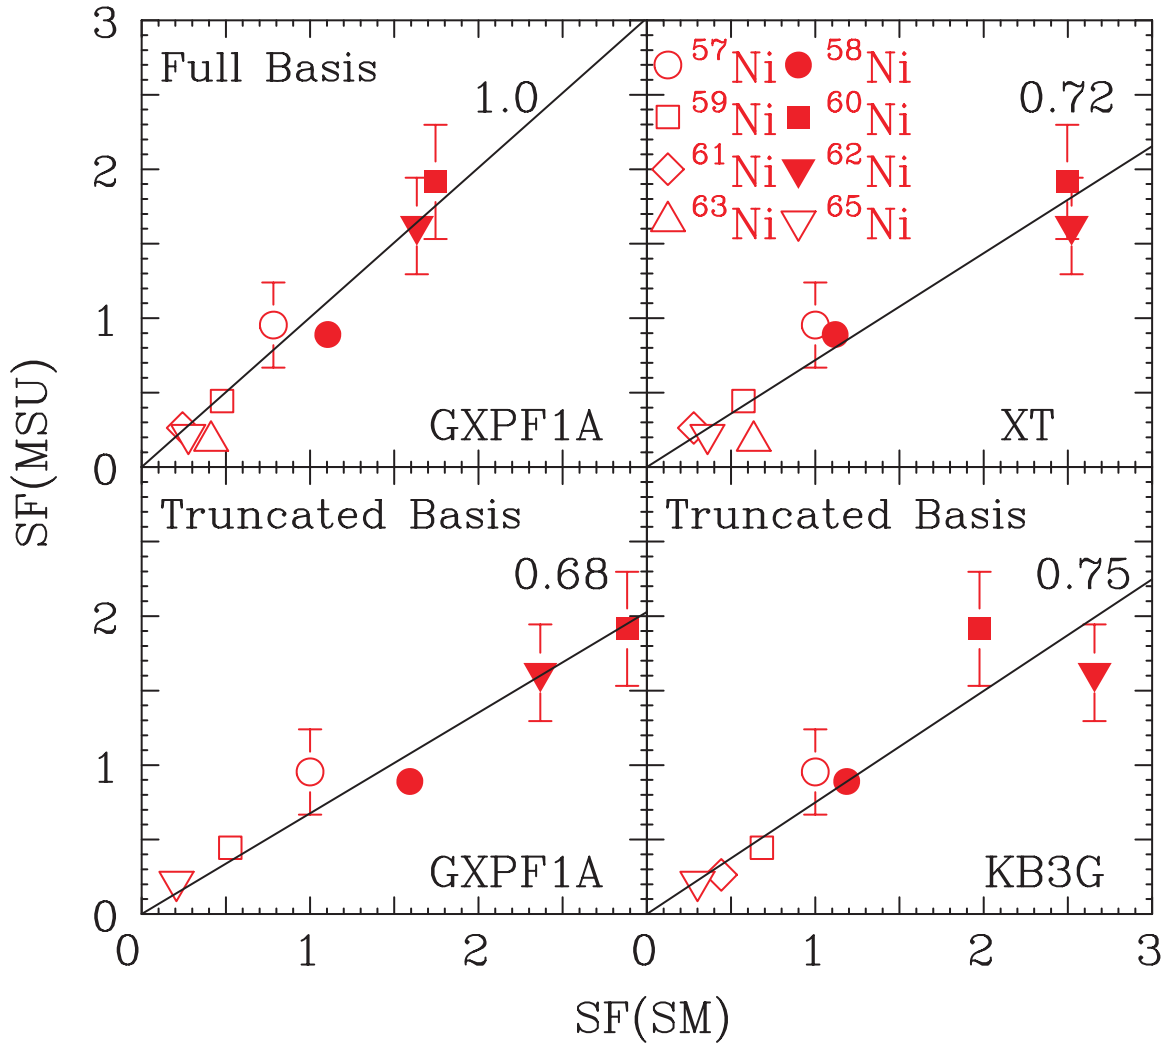 3
Full Basis
1.0
2
1
SF(MSU)
GXPF1A
0
57Ni 58Ni
0.72
59Ni 60Ni
61Ni 62Ni
63Ni 65Ni
XT
Truncated Basis
0.68
2
1
GXPF1A
0
Truncated Basis
0.75
KB3G
0 1 2 0 1 2 3
SF(SM)